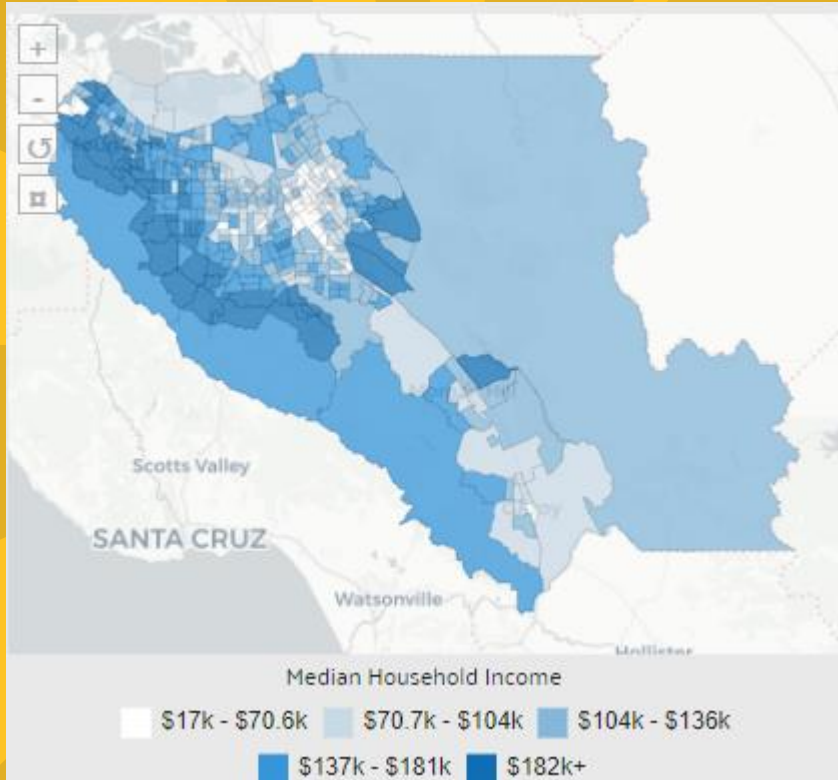 +
-
Scotts Valley
SANTA CRUZ
Watsonville
Hollister
Median Household Income
$17k - $70.6k $70.7k - $104k $104k - $136k
$137k - $181k $182k+